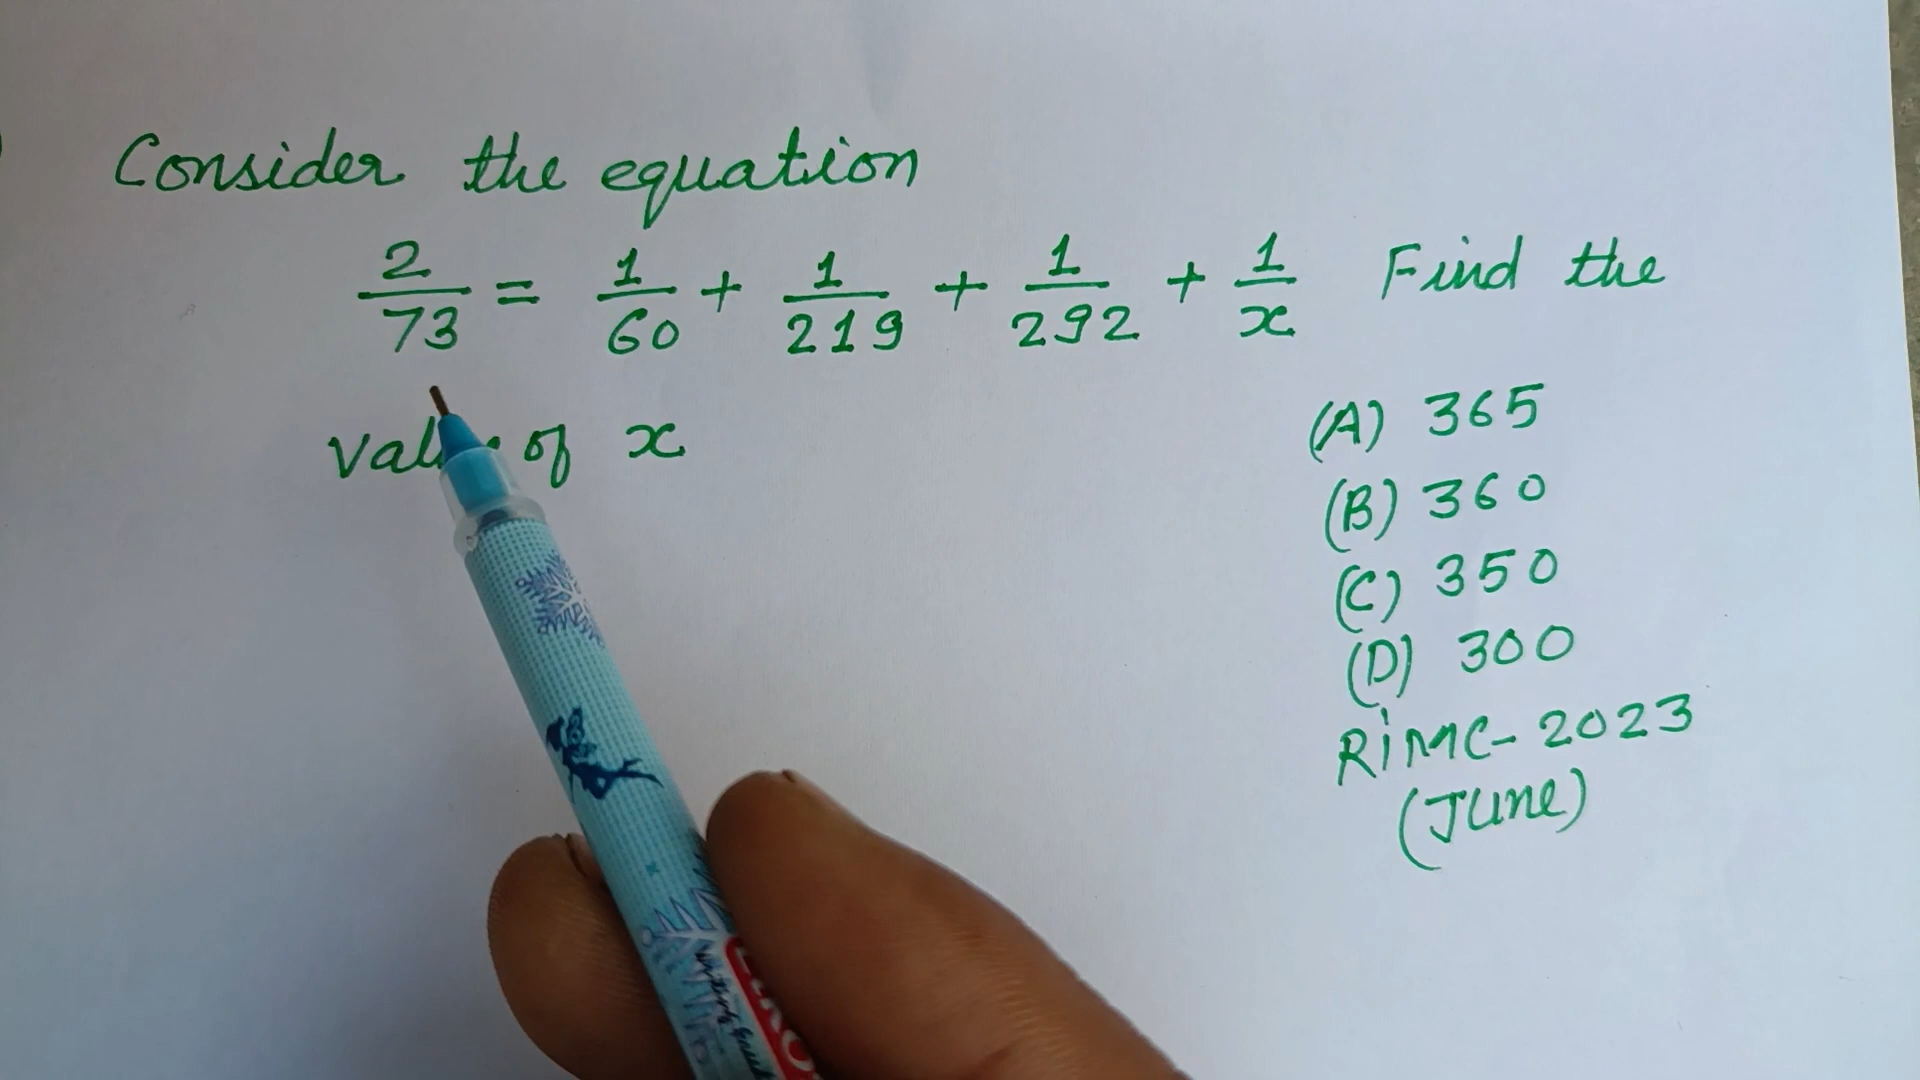 Consider the equation
2/73 = 1/60 + 1/219 + 1/292 + 1/x Find the
of x
(A) 365
(B) 360
(C) 350
(D) 300
RiMC-2023
(June)